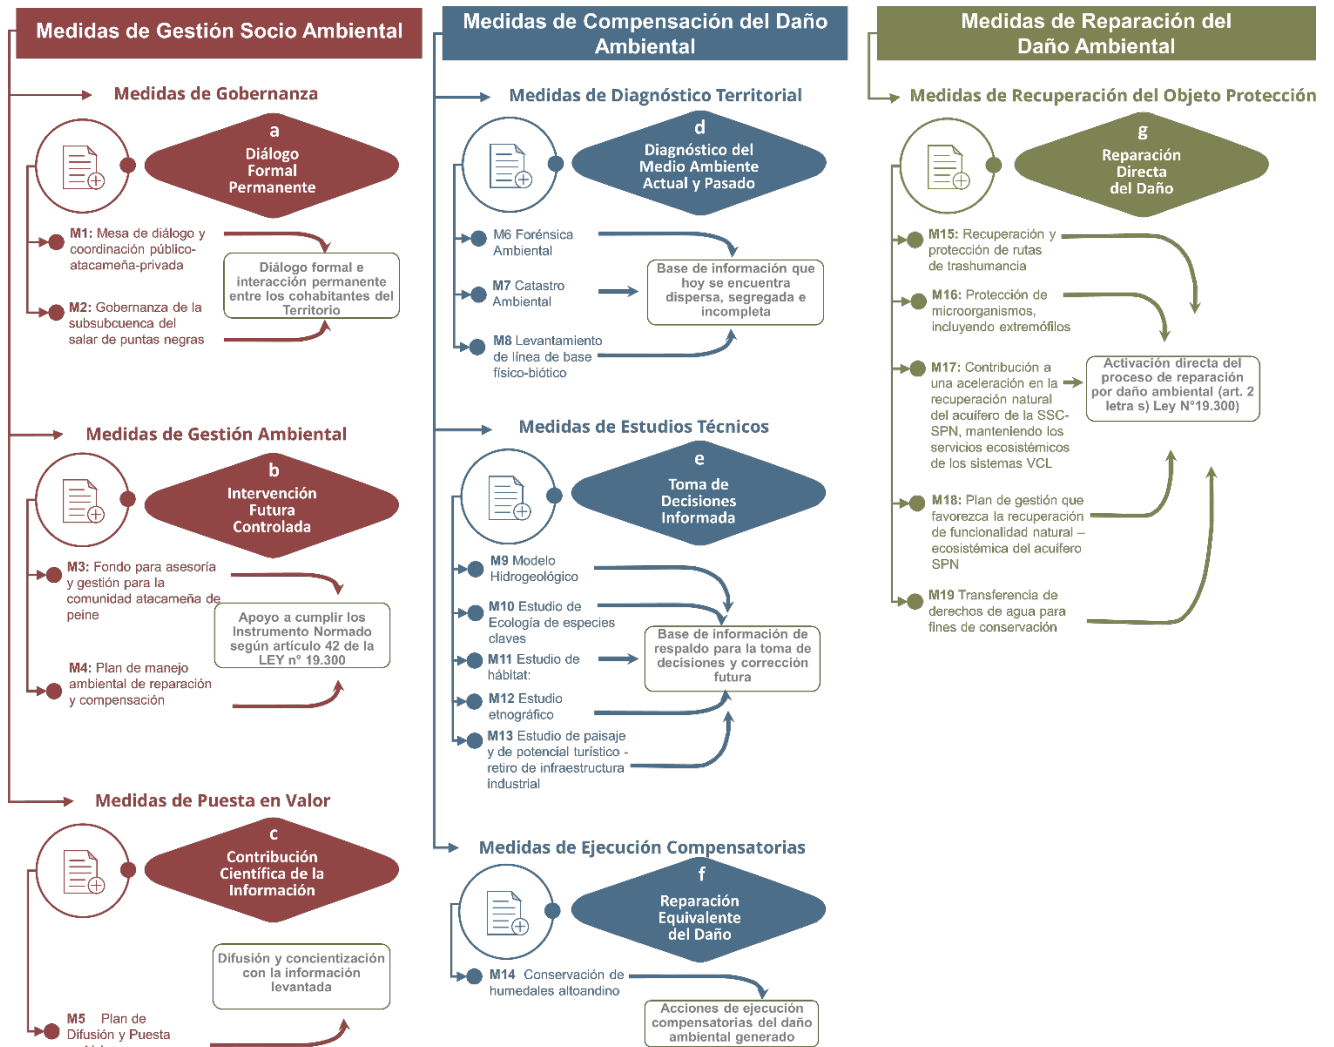 Medidas de Gestión Socio Ambiental
Medidas de Gobernanza
a
Diálogo
Formal
Permanente
M1: Mesa de diálogo y
coordinación público-
atacameña-privada
Diálogo formal e
interacción permanente
entre los cohabitantes del
Territorio
M2: Gobernanza de la
subsubcuenca del
salar de puntas negras
Medidas de Gestión Ambiental
b
Intervención
Futura
Controlada
M3: Fondo para asesoría
y gestión para la
comunidad atacameña de
peine
Apoyo a cumplir los
Instrumento Normado
según artículo 42 de la
LEY n° 19.300
M4: Plan de manejo
ambiental de reparación
y compensación
Medidas de Puesta en Valor
c
Contribución
Científica de la
Información
Difusión y concientización
con la información
levantada
M5 Plan de
Difusión y Puesta
Medidas de Compensación del Daño
Ambiental
Medidas de Diagnóstico Territorial
d
Diagnóstico del
Medio Ambiente
Actual y Pasado
M6 Forénsica
Ambiental
M7 Catastro
Ambiental
Base de información que
hoy se encuentra
dispersa, segregada e
incompleta
M8 Levantamiento
de línea de base
físico-biótico
Medidas de Estudios Técnicos
e
Toma de
Decisiones
Informada
M9 Modelo
Hidrogeológico
M10 Estudio de
Ecología de especies
claves
M11 Estudio de
hábitat:
Base de información de
respaldo para la toma de
decisiones y corrección
futura
M12 Estudio
etnográfico
M13 Estudio de paisaje
y de potencial turístico -
retiro de infraestructura
industrial
Medidas de Ejecución Compensatorias
f
Reparación
Equivalente
del Daño
M14 Conservación de
humedales altoandino
Acciones de ejecución
compensatorias del daño
ambiental generado
Medidas de Reparación del
Daño Ambiental
Medidas de Recuperación del Objeto Protección
g
Reparación
Directa
del Daño
M15: Recuperación y
protección de rutas
de trashumancia
M16: Protección de
microorganismos,
incluyendo extremófilos
M17: Contribución a
una aceleración en la
recuperación natural
del acuífero de la SSC-
SPN, manteniendo los
servicios ecosistémicos
de los sistemas VCL
Activación directa del
proceso de reparación
por daño ambiental (art. 2
letra s) Ley N°19.300)
M18: Plan de gestión que
favorezca la recuperación
de funcionalidad natural –
ecosistémica del acuífero
SPN
M19 Transferencia de
derechos de agua para
fines de conservación